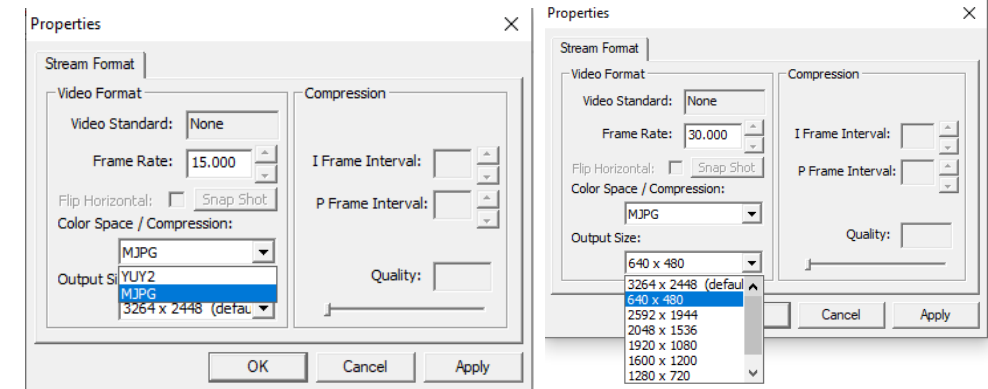 Properties
Stream Format
Video Format
Video Standard: None
Frame Rate: 15.000
Flip Horizontal: Snap Shot
Color Space / Compression:
MJPG
YUY2
MJPG
Output Si
3264 x 2448 (defau
Compression
I Frame Interval:
P Frame Interval:
Quality:
OK Cancel Apply
Properties
Stream Format
Video Format
Video Standard: None
Frame Rate: 30.000
Flip Horizontal: Snap Shot
Color Space / Compression:
MJPG
Output Size:
640 x 480
3264 x 2448 (defaul
640 x 480
2592 x 1944
2048 x 1536
1920 x 1080
1600 x 1200
1280 x 720
Compression
I Frame Interval:
P Frame Interval:
Quality:
Cancel Apply